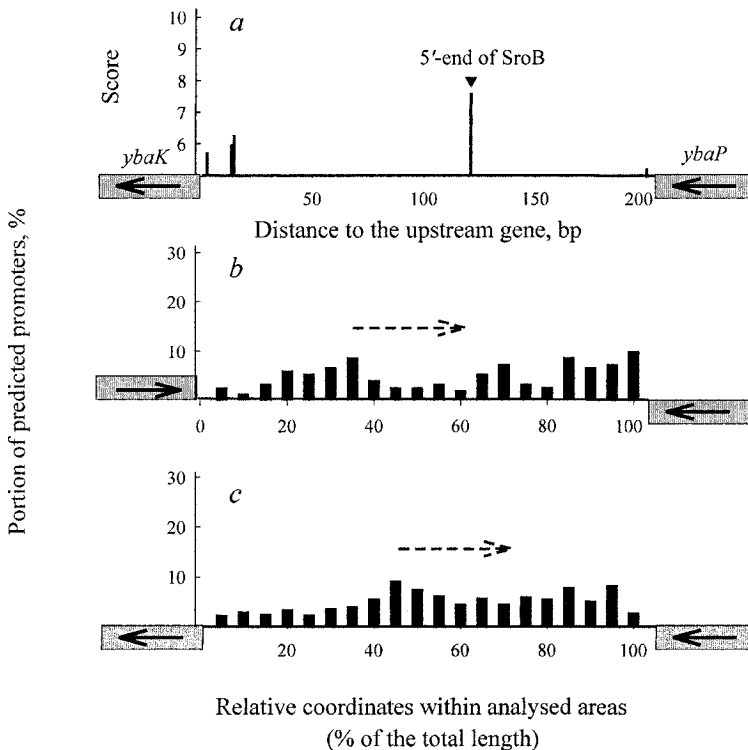 a
10
9
8
7
6
Score
5′-end of SroB
ybaK
ybaP
50
100
150
200
Distance to the upstream gene, bp
Portion of predicted promoters, %
b
30
20
10
0
20
40
60
80
100
c
30
20
10
20
40
60
80
100
Relative coordinates within analysed areas
(% of the total length)